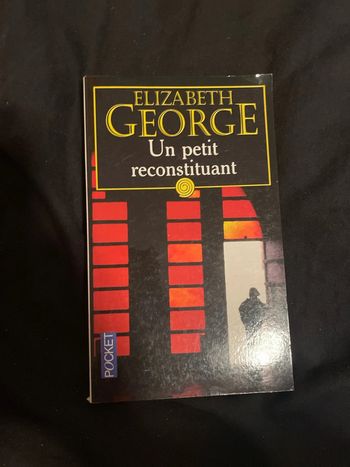 ELIZABETH
GEORGE
Un petit
reconstituant
POCKET